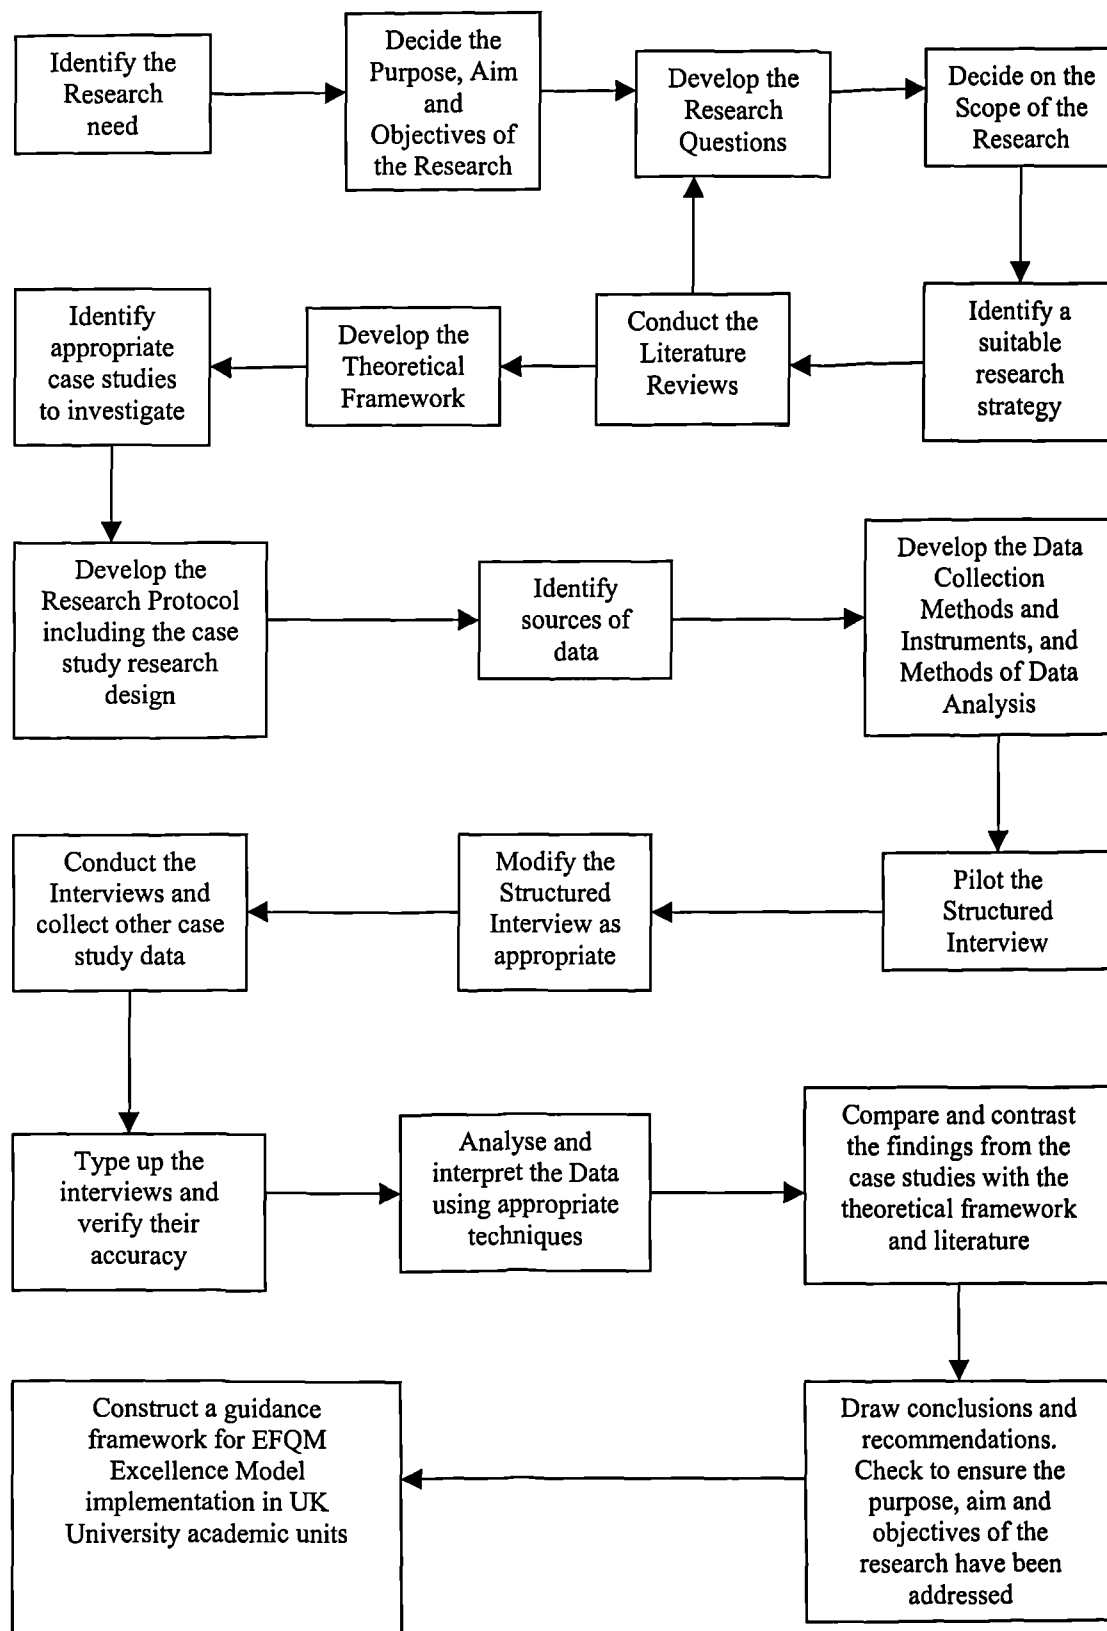 Identify the
Research
need
Decide the
Purpose, Aim
and
Objectives of
the Research
Develop the
Research
Questions
Decide on the
Scope of the
Research
Identify
appropriate
case studies
to investigate
Develop the
Theoretical
Framework
Conduct the
Literature
Reviews
Identify a
suitable
research
strategy
Develop the
Research Protocol
including the case
study research
design
Identify
sources of
data
Develop the Data
Collection
Methods and
Instruments, and
Methods of Data
Analysis
Conduct the
Interviews and
collect other case
study data
Modify the
Structured
Interview as
appropriate
Pilot the
Structured
Interview
Type up the
interviews and
verify their
accuracy
Analyse and
interpret the Data
using appropriate
techniques
Compare and contrast
the findings from the
case studies with the
theoretical framework
and literature
Construct a guidance
framework for EFQM
Excellence Model
implementation in UK
University academic units
Draw conclusions and
recommendations.
Check to ensure the
purpose, aim and
objectives of the
research have been
addressed